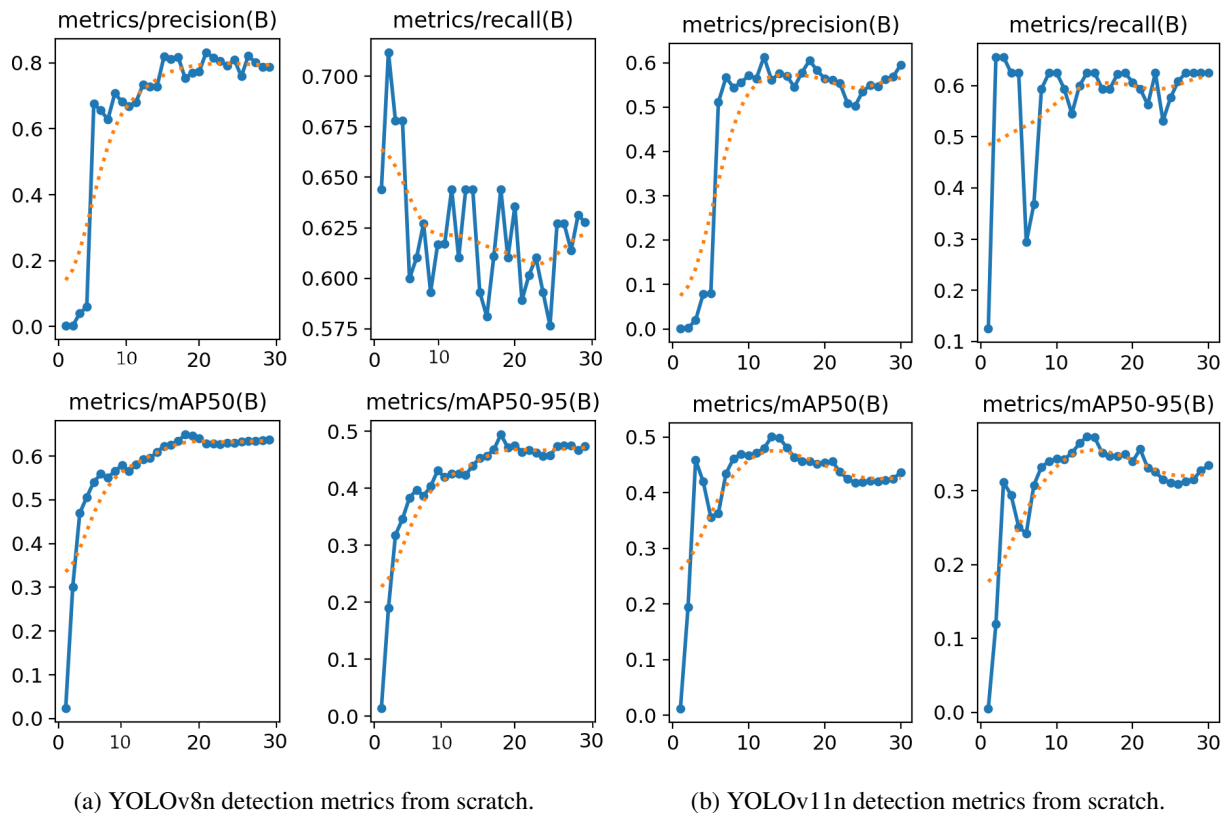 metrics/precision(B)
0.8
0.6
0.4
0.2
0.0
0 10 20 30
metrics/recall(B)
0.700
0.675
0.650
0.625
0.600
0.575
0 10 20 30
metrics/mAP50(B)
0.6
0.5
0.4
0.3
0.2
0.1
0.0
0 10 20 30
metrics/mAP50-95(B)
0.5
0.4
0.3
0.2
0.1
0.0
0 10 20 30
(a) YOLOv8n detection metrics from scratch.
metrics/precision(B)
0.6
0.5
0.4
0.3
0.2
0.1
0.0
0 10 20 30
metrics/recall(B)
0.6
0.5
0.4
0.3
0.2
0.1
0 10 20 30
metrics/mAP50(B)
0.5
0.4
0.3
0.2
0.1
0.0
0 10 20 30
metrics/mAP50-95(B)
0.3
0.2
0.1
0.0
0 10 20 30
(b) YOLOv11n detection metrics from scratch.